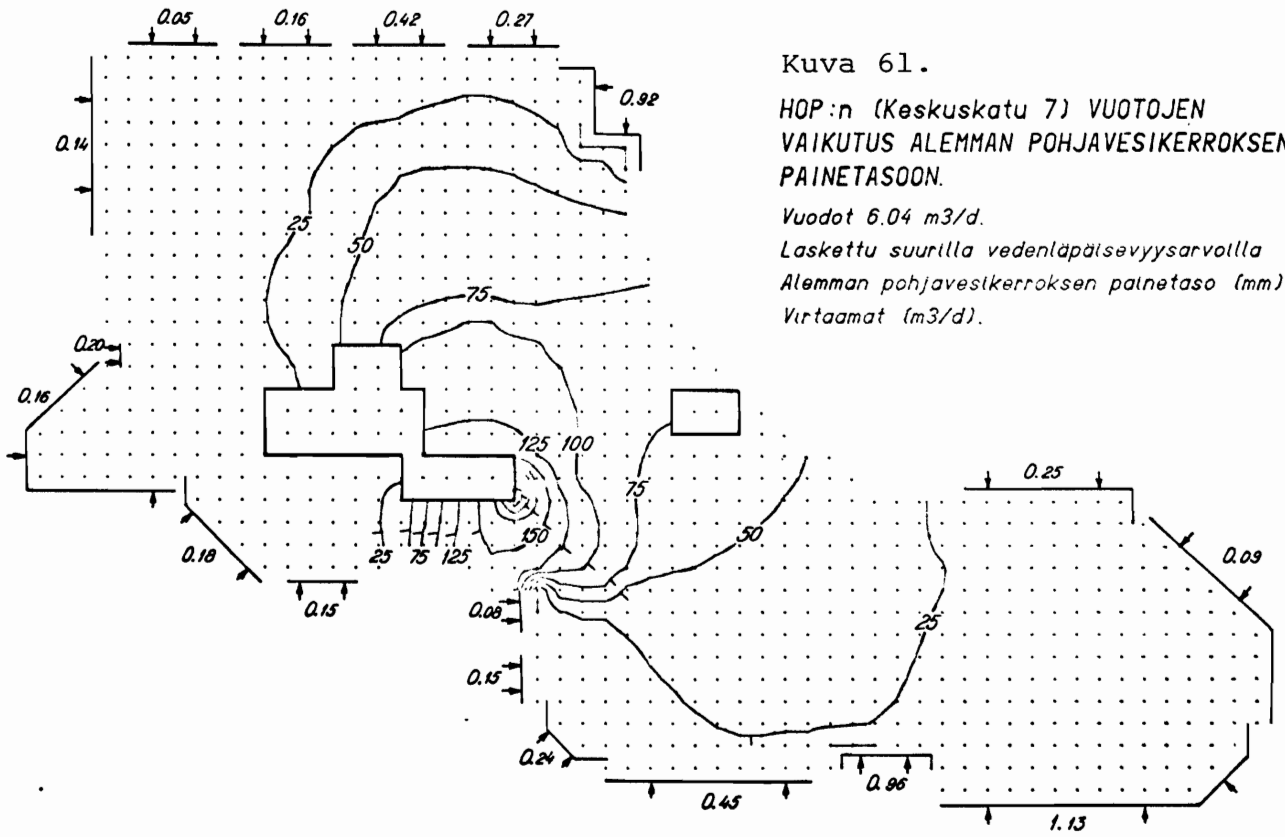 0.05 0.16 0.42 0.27
Kuva 61.
HOP:n (Keskuskatu 7) VUOTOJEN
VAIKUTUS ALEMMAN POHJAVESIKERROKSEN
PAINETASOON.
Vuodot 6.04 m3/d.
Laskettu suurilla vedenläpäisevyysarvoilla
Alemman pohjavesikerroksen painetaso (mm)
Virtaamat (m3/d).
0.92
0.14
25
50
75
0.20
0.16
125 100
75
0.25
50
150
25 75 125
0.18
0.09
0.15
0.08
25
0.15
0.24
0.45
0.96
1.13